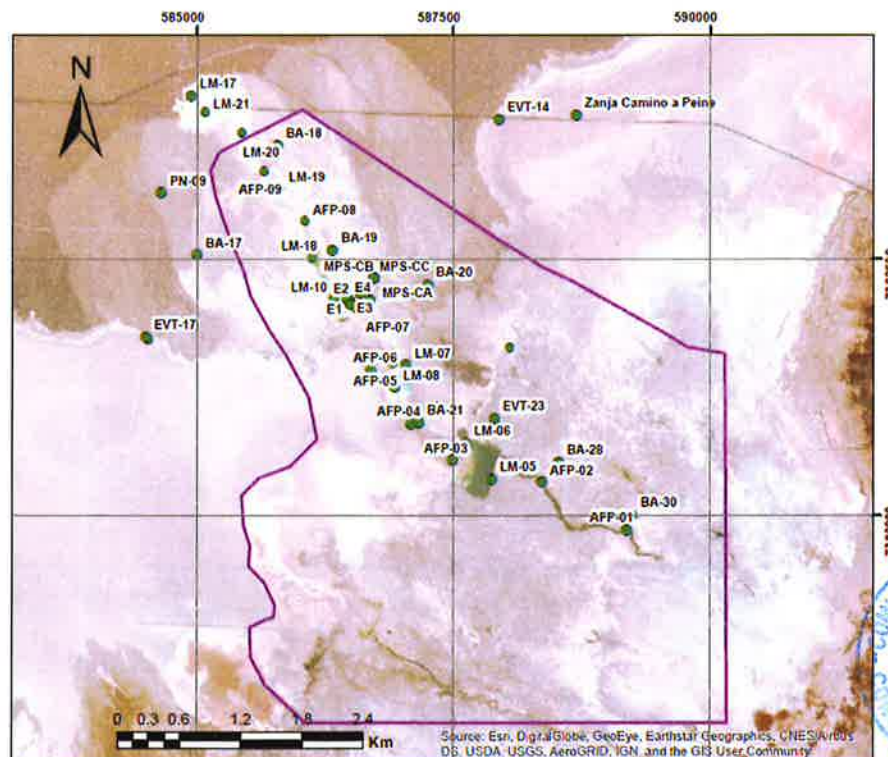 585000 587500 590000
N
LM-17
LM-21
EVT-14
Zanja Camino a Peine
BA-18
LM-20
LM-19
PN-09
AFP-09
AFP-08
BA-17
LM-18
BA-19
MPS-CB
MPS-CC
BA-20
LM-10
E2
E4
MPS-CA
E1
E3
EVT-17
AFP-07
AFP-06
LM-07
AFP-05
LM-08
AFP-04
BA-21
EVT-23
LM-06
AFP-03
BA-28
LM-05
AFP-02
BA-30
AFP-01
0 0.3 0.6 1.2 1.8 2.4
Km
Source: Esri, DigitalGlobe, GeoEye, Earthstar Geographics, CNES/Airbus
DS, USDA, USGS, AeroGRID, IGN, and the GIS User Community